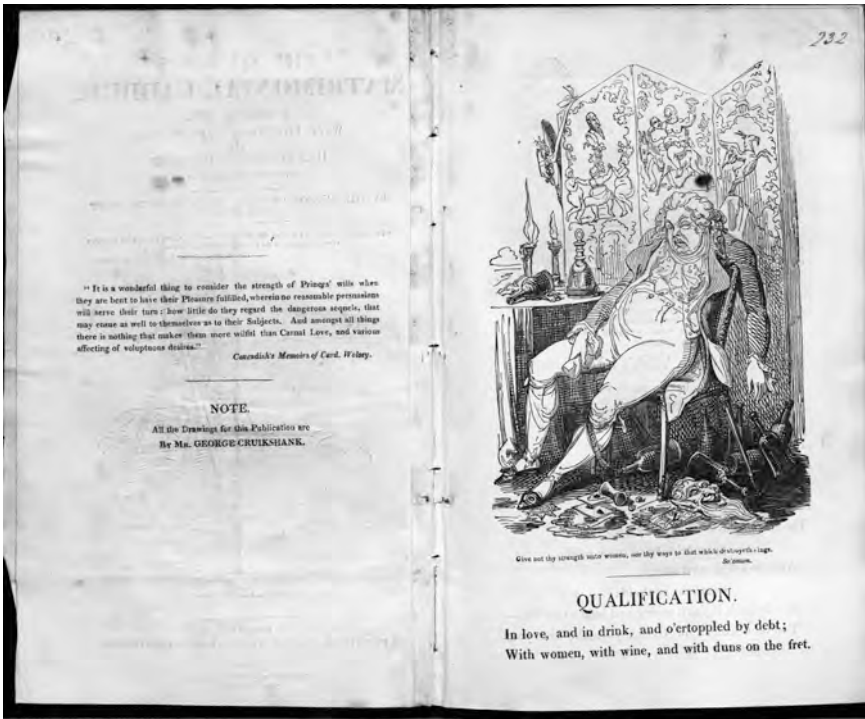 " It is a wonderful thing to consider the strength of Princes' wills when
they are bent to have their Pleasure fulfilled, wherein no reasonable persuasions
will serve their turn: how little do they regard the dangerous sequels, that
may ensue as well to themselves as to their Subjects. And amongst all things
there is nothing that makes them more wilful than Carnal Love, and various
affecting of voluptuous desires."
Cavendish's Memoirs of Card. Wolsey.
NOTE.
All the Drawings for this Publication are
By MR. GEORGE CRUIKSHANK.
232
Give not thy strength unto women, nor thy ways to that which destroyeth kings.
Solomon.
QUALIFICATION.
In love, and in drink, and o'ertoppled by debt;
With women, with wine, and with duns on the fret.